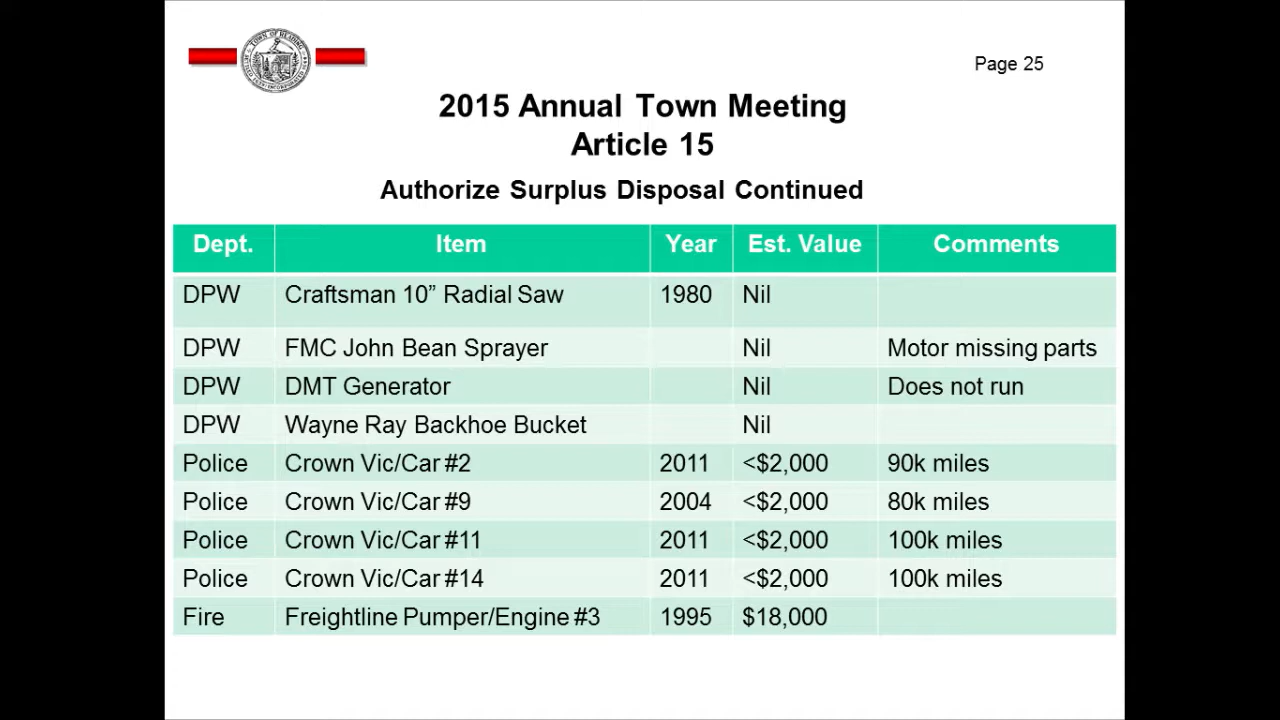 TOWN OF READING
Page 25
2015 Annual Town Meeting
Article 15
Authorize Surplus Disposal Continued
Dept. Item Year Est. Value Comments
DPW Craftsman 10” Radial Saw 1980 Nil
DPW FMC John Bean Sprayer Nil Motor missing parts
DPW DMT Generator Nil Does not run
DPW Wayne Ray Backhoe Bucket Nil
Police Crown Vic/Car #2 2011 <$2,000 90k miles
Police Crown Vic/Car #9 2004 <$2,000 80k miles
Police Crown Vic/Car #11 2011 <$2,000 100k miles
Police Crown Vic/Car #14 2011 <$2,000 100k miles
Fire Freightline Pumper/Engine #3 1995 $18,000